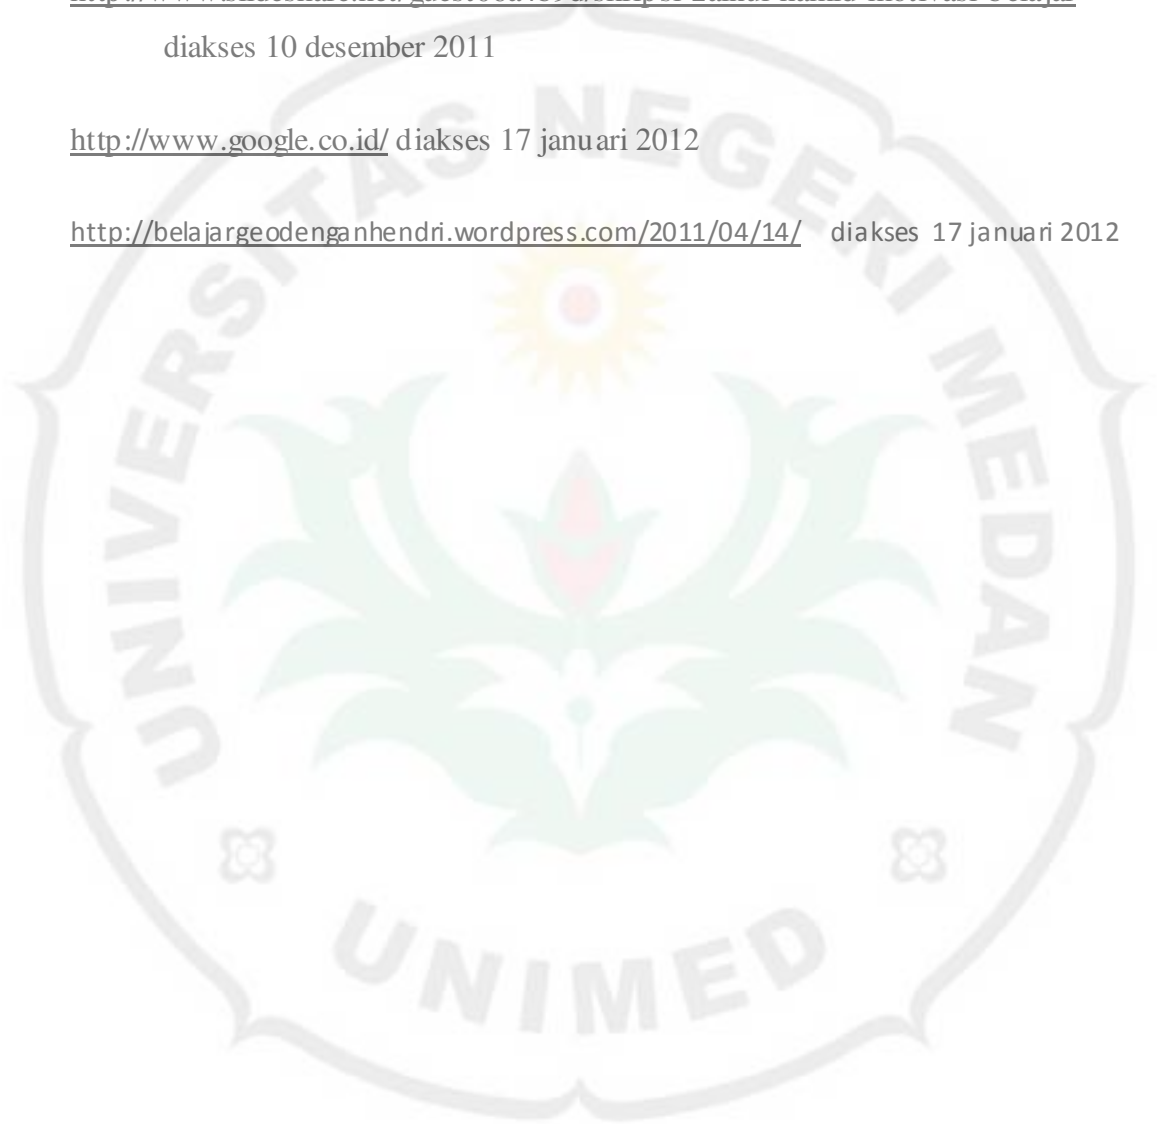 diakses 10 desember 2011
http://www.google.co.id/ diakses 17 januari 2012
http://belajargeodenganhendri.wordpress.com/2011/04/14/ diakses 17 januari 2012
UNIVERSITAS NEGERI MEDAN
UNIMED